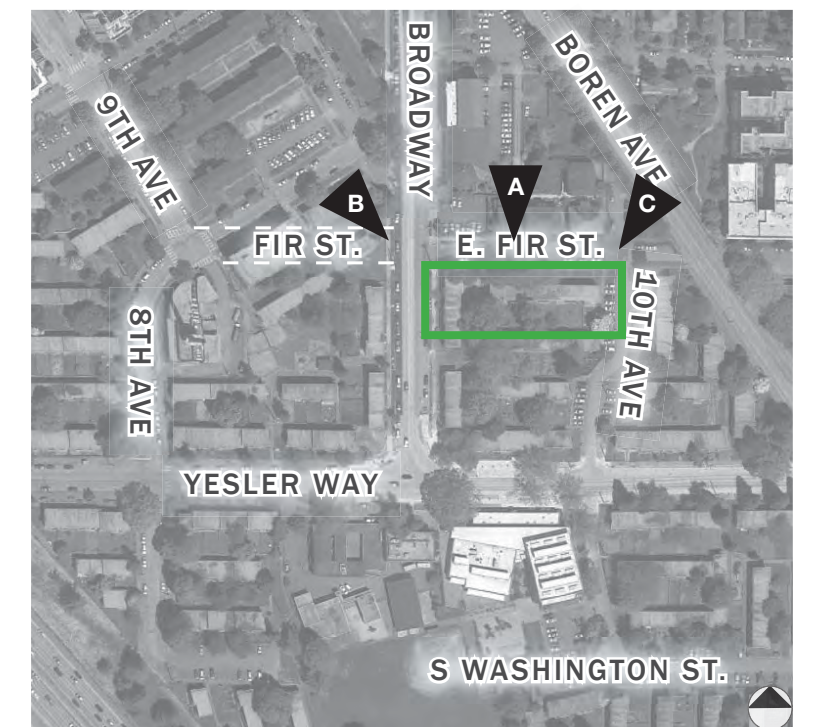 BROADWAY
BOREN AVE
9TH AVE
A
B
C
FIR ST.
E. FIR ST.
8TH AVE
10TH AVE
YESLER WAY
S WASHINGTON ST.